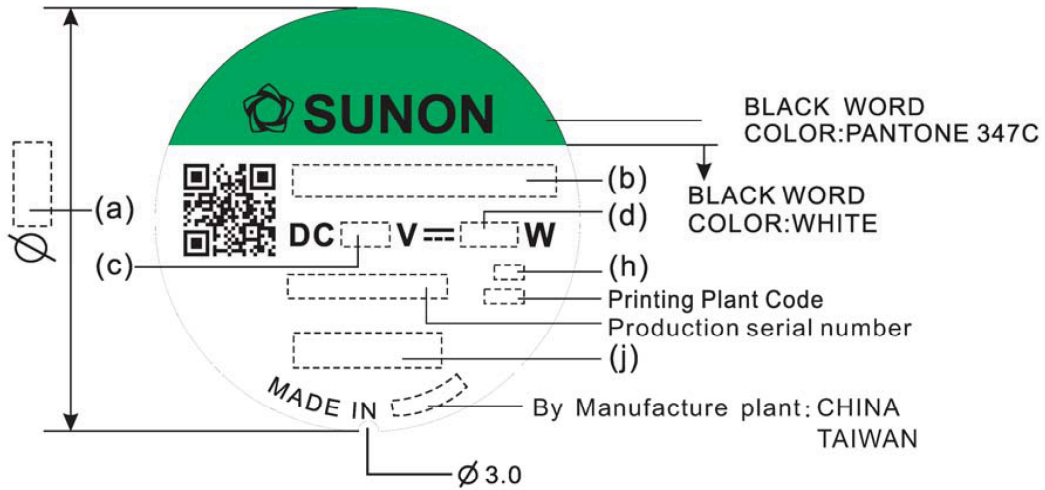 SUNON
BLACK WORD
COLOR:PANTONE 347C
BLACK WORD
COLOR:WHITE
(a)
Ø
(b)
DC V W
(d)
(c)
(h)
Printing Plant Code
Production serial number
(j)
MADE IN
By Manufacture plant: CHINA
TAIWAN
Ø 3.0